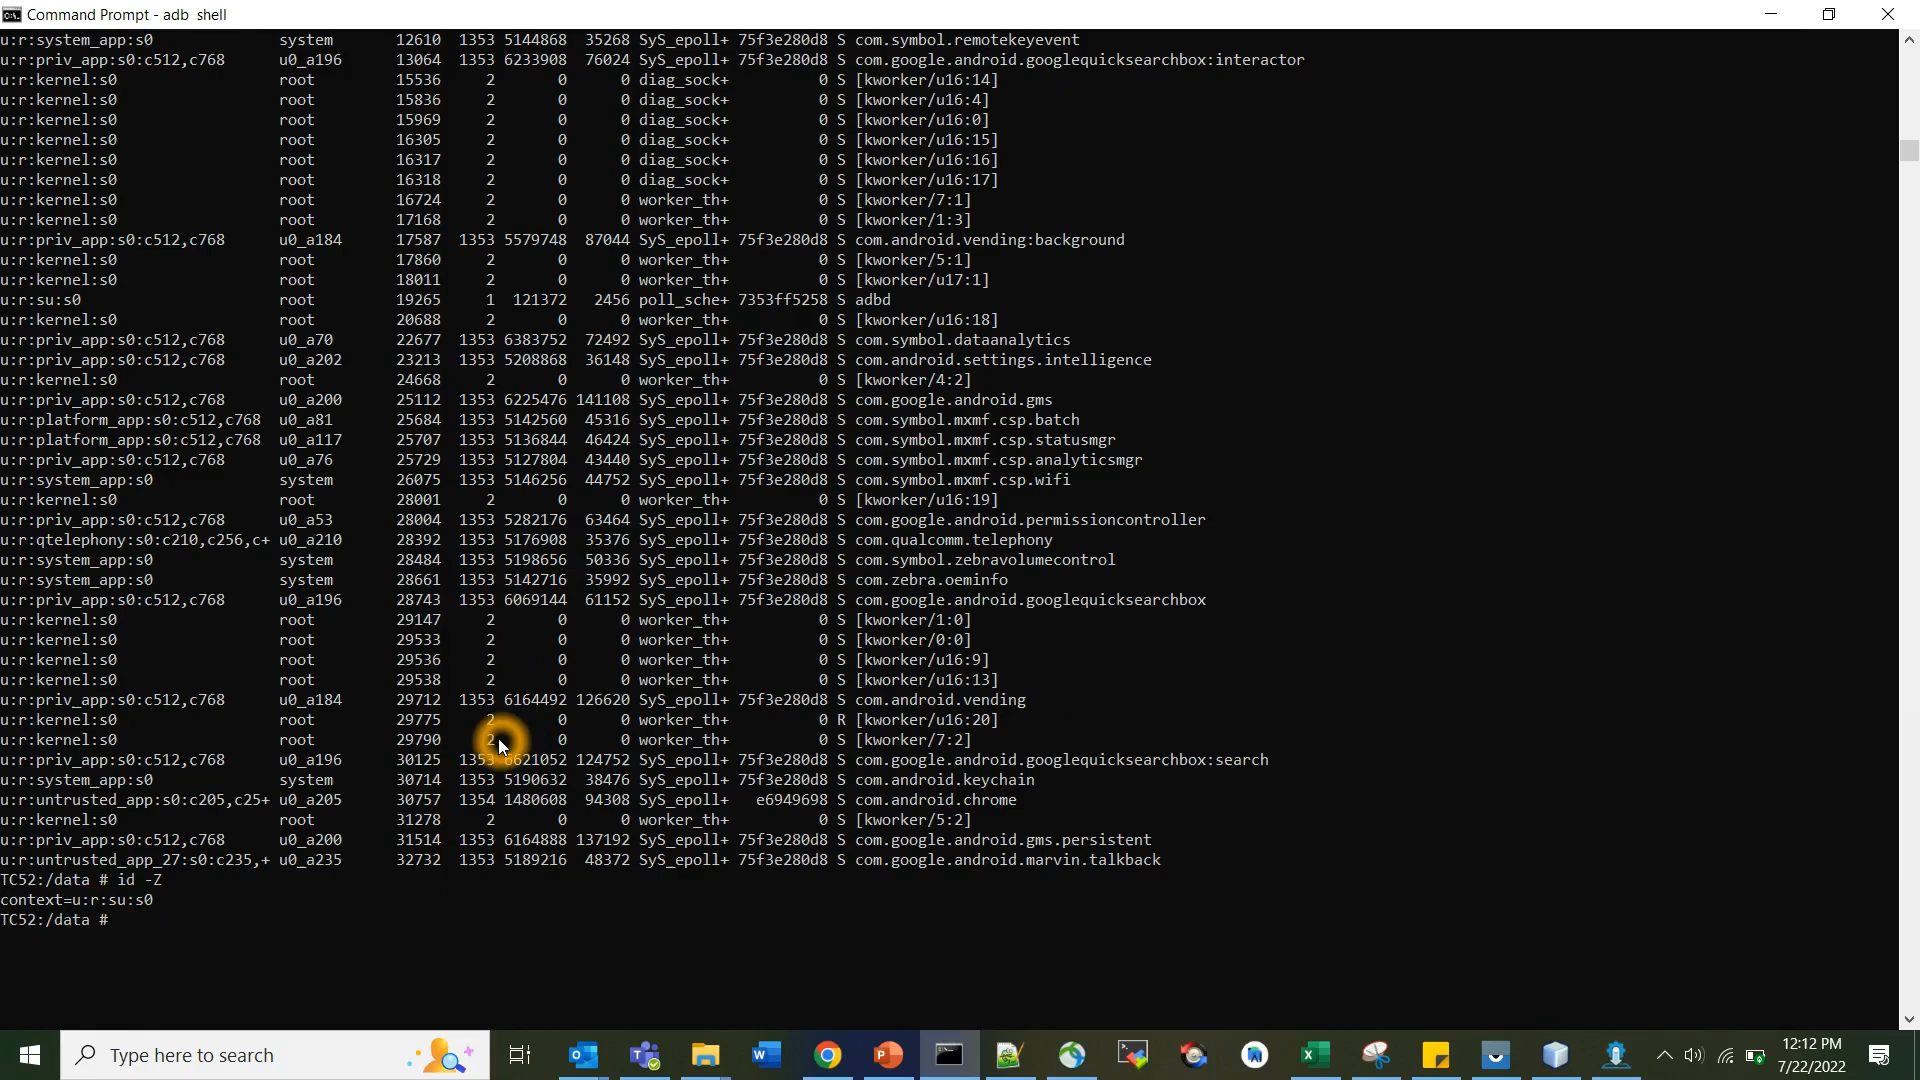 Command Prompt - adb  shell
u:r:system_app:s0              system       12610  1353 5144868  35268 SyS_epoll+ 75f3e280d8 S com.symbol.remotekeyevent
u:r:priv_app:s0:c512,c768      u0_a196      13064  1353 6233908  76024 SyS_epoll+ 75f3e280d8 S com.google.android.googlequicksearchbox:interactor
u:r:kernel:s0                  root         15536     2       0      0 diag_sock+          0 S [kworker/u16:14]
u:r:kernel:s0                  root         15836     2       0      0 diag_sock+          0 S [kworker/u16:4]
u:r:kernel:s0                  root         15969     2       0      0 diag_sock+          0 S [kworker/u16:0]
u:r:kernel:s0                  root         16305     2       0      0 diag_sock+          0 S [kworker/u16:15]
u:r:kernel:s0                  root         16317     2       0      0 diag_sock+          0 S [kworker/u16:16]
u:r:kernel:s0                  root         16318     2       0      0 diag_sock+          0 S [kworker/u16:17]
u:r:kernel:s0                  root         16724     2       0      0 worker_th+          0 S [kworker/7:1]
u:r:kernel:s0                  root         17168     2       0      0 worker_th+          0 S [kworker/1:3]
u:r:priv_app:s0:c512,c768      u0_a184      17587  1353 5579748  87044 SyS_epoll+ 75f3e280d8 S com.android.vending:background
u:r:kernel:s0                  root         17860     2       0      0 worker_th+          0 S [kworker/5:1]
u:r:kernel:s0                  root         18011     2       0      0 worker_th+          0 S [kworker/u17:1]
u:r:su:s0                      root         19265     1  121372   2456 poll_sche+ 7353ff5258 S adbd
u:r:kernel:s0                  root         20688     2       0      0 worker_th+          0 S [kworker/u16:18]
u:r:priv_app:s0:c512,c768      u0_a70       22677  1353 6383752  72492 SyS_epoll+ 75f3e280d8 S com.symbol.dataanalytics
u:r:priv_app:s0:c512,c768      u0_a202      23213  1353 5208868  36148 SyS_epoll+ 75f3e280d8 S com.android.settings.intelligence
u:r:kernel:s0                  root         24668     2       0      0 worker_th+          0 S [kworker/4:2]
u:r:priv_app:s0:c512,c768      u0_a200      25112  1353 6225476 141108 SyS_epoll+ 75f3e280d8 S com.google.android.gms
u:r:platform_app:s0:c512,c768  u0_a81       25684  1353 5142560  45316 SyS_epoll+ 75f3e280d8 S com.symbol.mxmf.csp.batch
u:r:platform_app:s0:c512,c768  u0_a117      25707  1353 5136844  46424 SyS_epoll+ 75f3e280d8 S com.symbol.mxmf.csp.statusmgr
u:r:priv_app:s0:c512,c768      u0_a76       25729  1353 5127804  43440 SyS_epoll+ 75f3e280d8 S com.symbol.mxmf.csp.analyticsmgr
u:r:system_app:s0              system       26075  1353 5146256  44752 SyS_epoll+ 75f3e280d8 S com.symbol.mxmf.csp.wifi
u:r:kernel:s0                  root         28001     2       0      0 worker_th+          0 S [kworker/u16:19]
u:r:priv_app:s0:c512,c768      u0_a53       28004  1353 5282176  63464 SyS_epoll+ 75f3e280d8 S com.google.android.permissioncontroller
u:r:qtelephony:s0:c210,c256,c+ u0_a210      28392  1353 5176908  35376 SyS_epoll+ 75f3e280d8 S com.qualcomm.telephony
u:r:system_app:s0              system       28484  1353 5198656  50336 SyS_epoll+ 75f3e280d8 S com.symbol.zebravolumecontrol
u:r:system_app:s0              system       28661  1353 5142716  35992 SyS_epoll+ 75f3e280d8 S com.zebra.oeminfo
u:r:priv_app:s0:c512,c768      u0_a196      28743  1353 6069144  61152 SyS_epoll+ 75f3e280d8 S com.google.android.googlequicksearchbox
u:r:kernel:s0                  root         29147     2       0      0 worker_th+          0 S [kworker/1:0]
u:r:kernel:s0                  root         29533     2       0      0 worker_th+          0 S [kworker/0:0]
u:r:kernel:s0                  root         29536     2       0      0 worker_th+          0 S [kworker/u16:9]
u:r:kernel:s0                  root         29538     2       0      0 worker_th+          0 S [kworker/u16:13]
u:r:priv_app:s0:c512,c768      u0_a184      29712  1353 6164492 126620 SyS_epoll+ 75f3e280d8 S com.android.vending
u:r:kernel:s0                  root         29775     2       0      0 worker_th+          0 R [kworker/u16:20]
u:r:kernel:s0                  root         29790     2       0      0 worker_th+          0 S [kworker/7:2]
u:r:priv_app:s0:c512,c768      u0_a196      30125  1353 6621052 124752 SyS_epoll+ 75f3e280d8 S com.google.android.googlequicksearchbox:search
u:r:system_app:s0              system       30714  1353 5190632  38476 SyS_epoll+ 75f3e280d8 S com.android.keychain
u:r:untrusted_app:s0:c205,c25+ u0_a205      30757  1354 1480608  94308 SyS_epoll+   e6949698 S com.android.chrome
u:r:kernel:s0                  root         31278     2       0      0 worker_th+          0 S [kworker/5:2]
u:r:priv_app:s0:c512,c768      u0_a200      31514  1353 6164888 137192 SyS_epoll+ 75f3e280d8 S com.google.android.gms.persistent
u:r:untrusted_app_27:s0:c235,+ u0_a235      32732  1353 5189216  48372 SyS_epoll+ 75f3e280d8 S com.google.android.marvin.talkback
TC52:/data # id -Z
context=u:r:su:s0
TC52:/data #
Type here to search
12:12 PM
7/22/2022